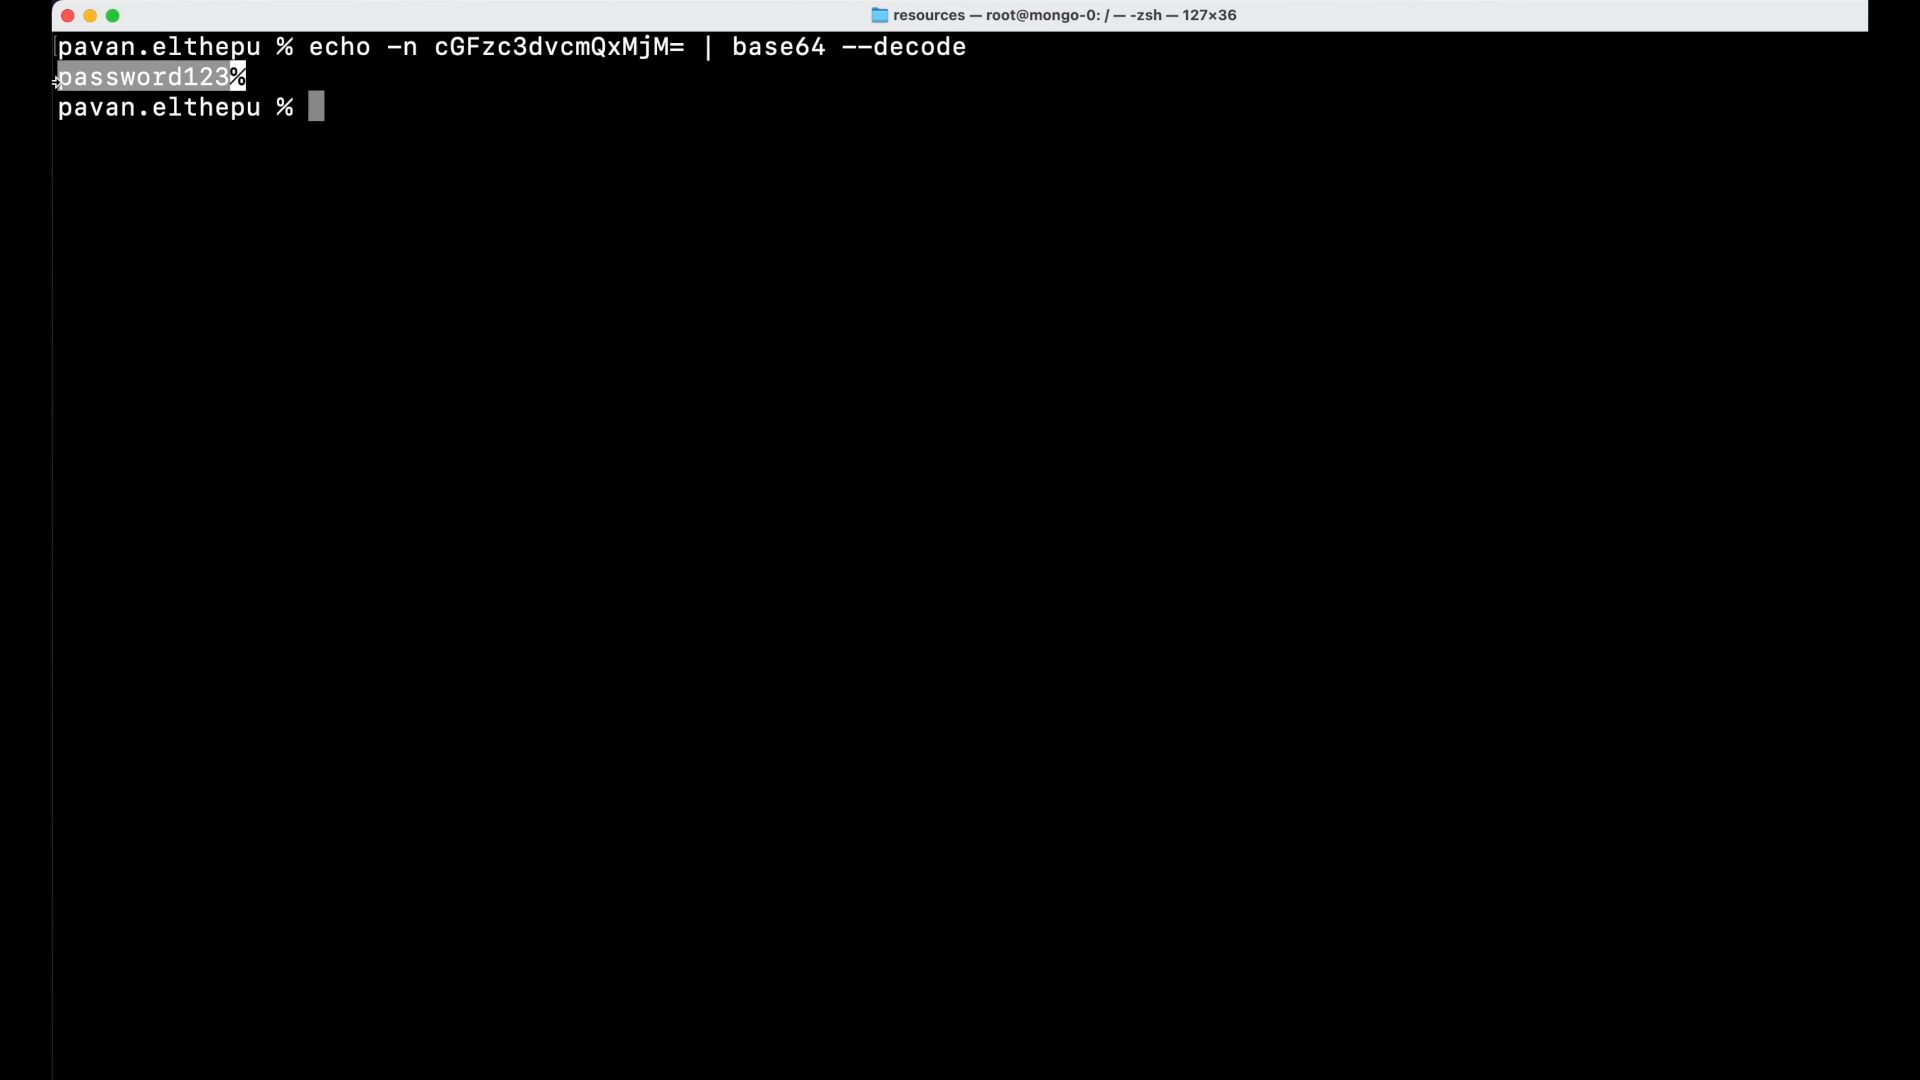 resources — root@mongo-0: / — -zsh — 127×36
pavan.elthepu % echo -n cGFzc3dvcmQxMjM= | base64 --decode
password123%
pavan.elthepu %